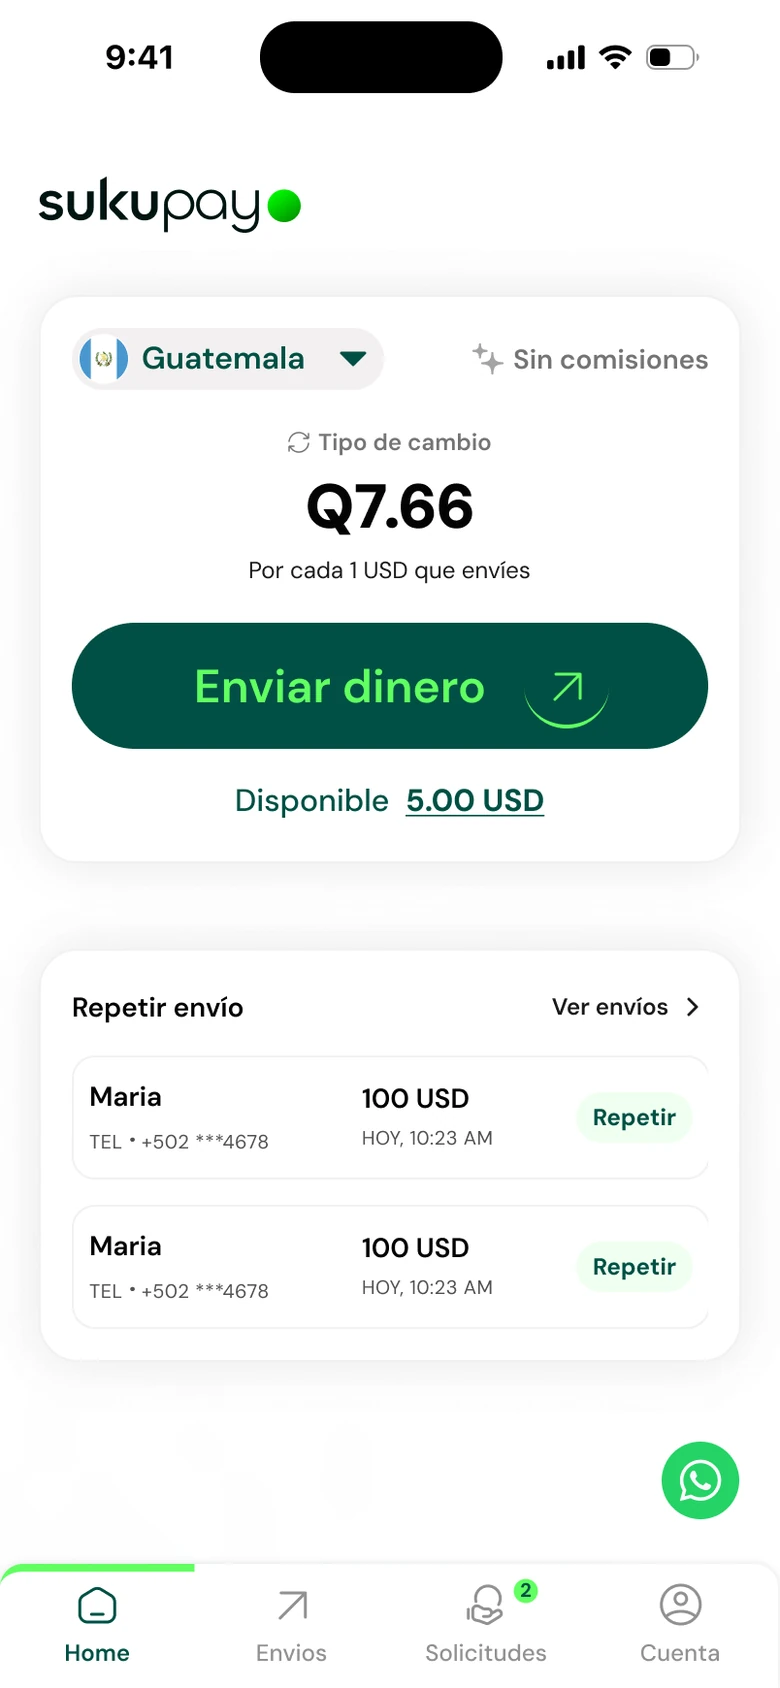 9:41
sukupay
Guatemala
Sin comisiones
Tipo de cambio
Q7.66
Por cada 1 USD que envíes
Enviar dinero
Disponible 5.00 USD
Repetir envío
Ver envíos
Maria
100 USD
TEL • +502 ***4678
HOY, 10:23 AM
Repetir
Maria
100 USD
TEL • +502 ***4678
HOY, 10:23 AM
Repetir
2
Home
Envios
Solicitudes
Cuenta